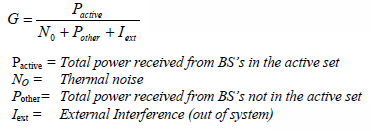 G = P_active / (N_0 + P_other + I_ext)
P_active = Total power received from BS's in the active set
N_O = Thermal noise
P_other = Total power received from BS's not in the active set
I_ext = External Interference (out of system)